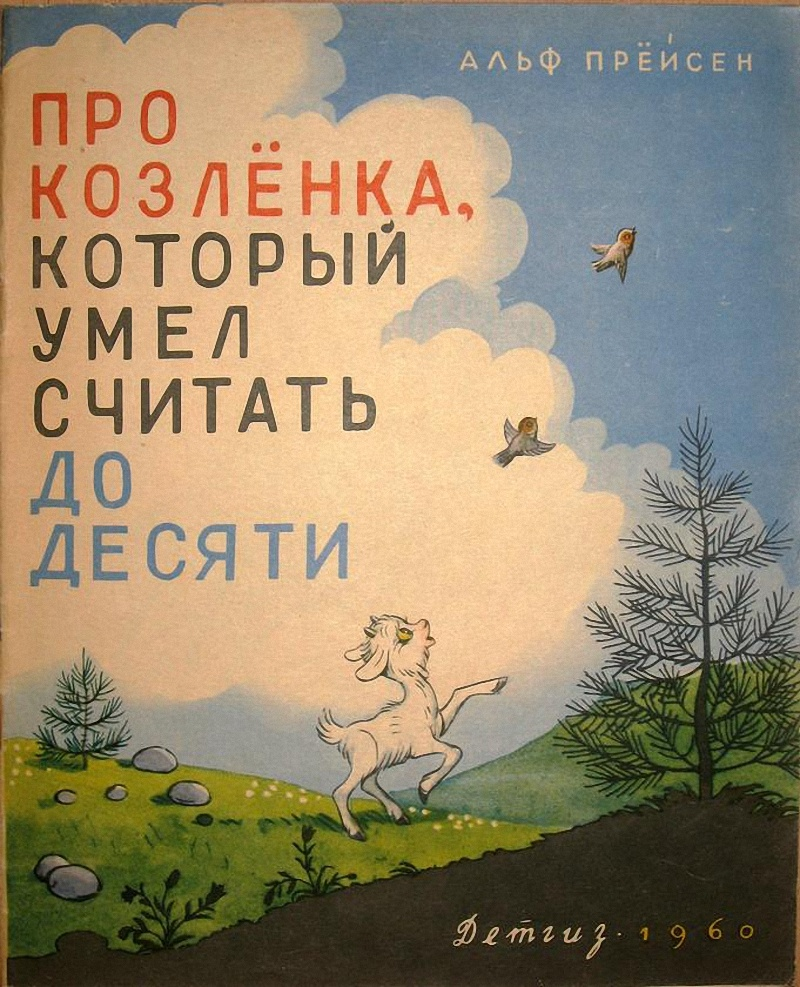 АЛЬФ ПРЁЙСЕН
ПРО
КОЗЛЁНКА,
КОТОРЫЙ
УМЕЛ
СЧИТАТЬ
ДО
ДЕСЯТИ
Детгиз · 1960